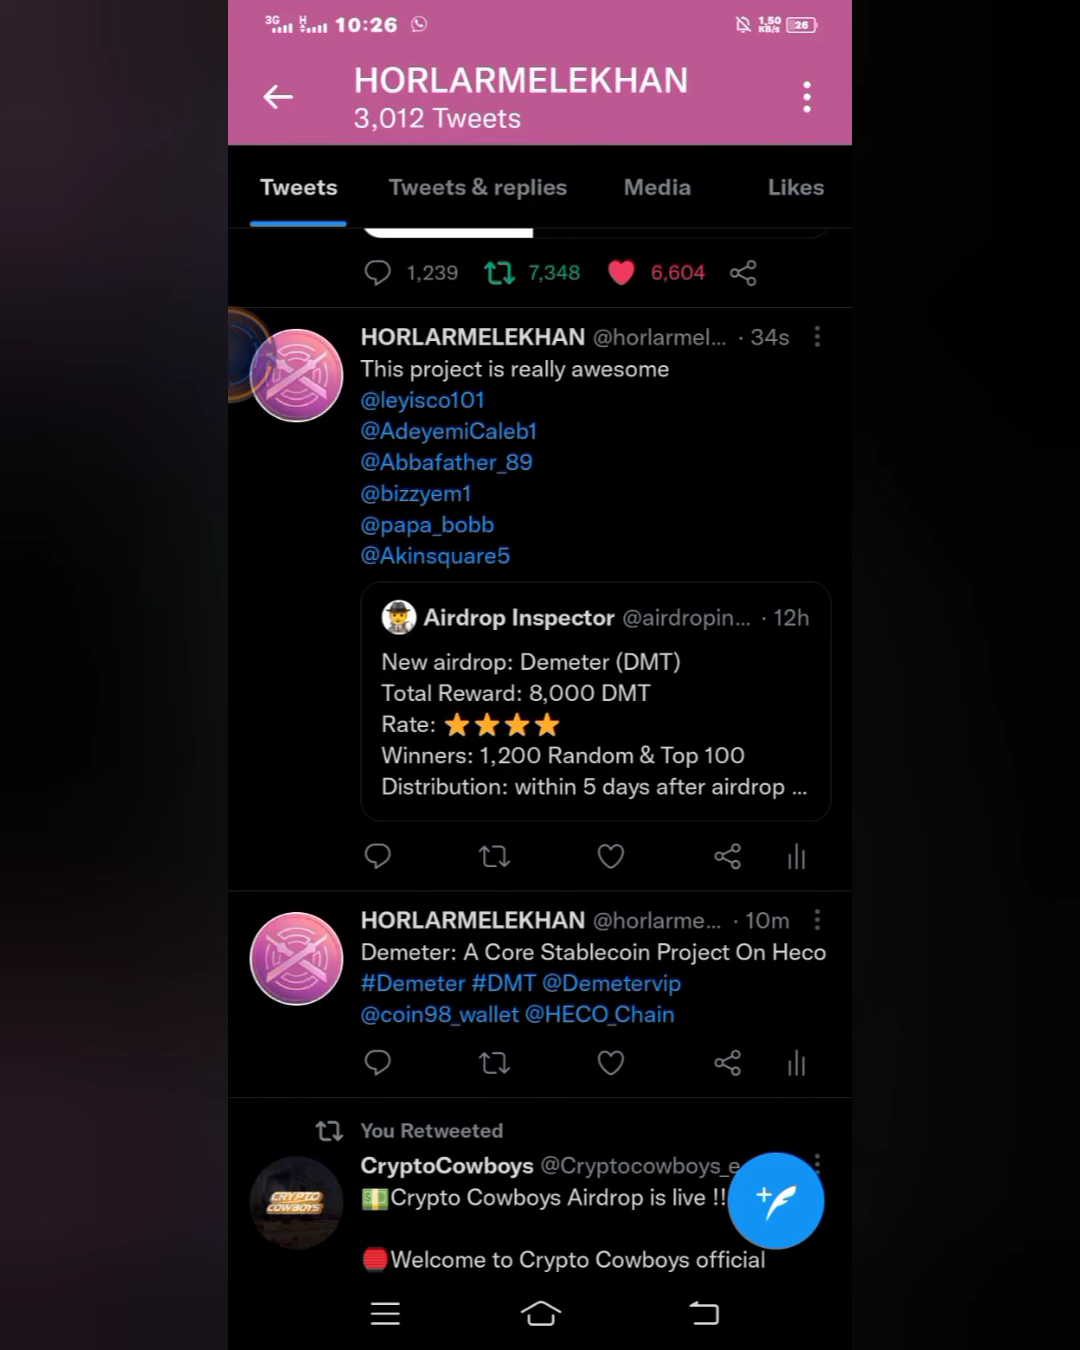 3G H 10:26 1.50 KB/s 26
HORLARMELEKHAN
3,012 Tweets
Tweets Tweets & replies Media Likes
1,239 7,348 6,604
HORLARMELEKHAN @horlarmel... · 34s
This project is really awesome
@leyisco101
@AdeyemiCaleb1
@Abbafather_89
@bizzyem1
@papa_bobb
@Akinsquare5
Airdrop Inspector @airdropin... · 12h
New airdrop: Demeter (DMT)
Total Reward: 8,000 DMT
Rate: ⭐⭐⭐⭐
Winners: 1,200 Random & Top 100
Distribution: within 5 days after airdrop ...
HORLARMELEKHAN @horlarme... · 10m
Demeter: A Core Stablecoin Project On Heco
#Demeter #DMT @Demetervip
@coin98_wallet @HECO_Chain
You Retweeted
CryptoCowboys @Cryptocowboys_e
CRYPTO
COWBOYS
💵Crypto Cowboys Airdrop is live !!
🏮Welcome to Crypto Cowboys official